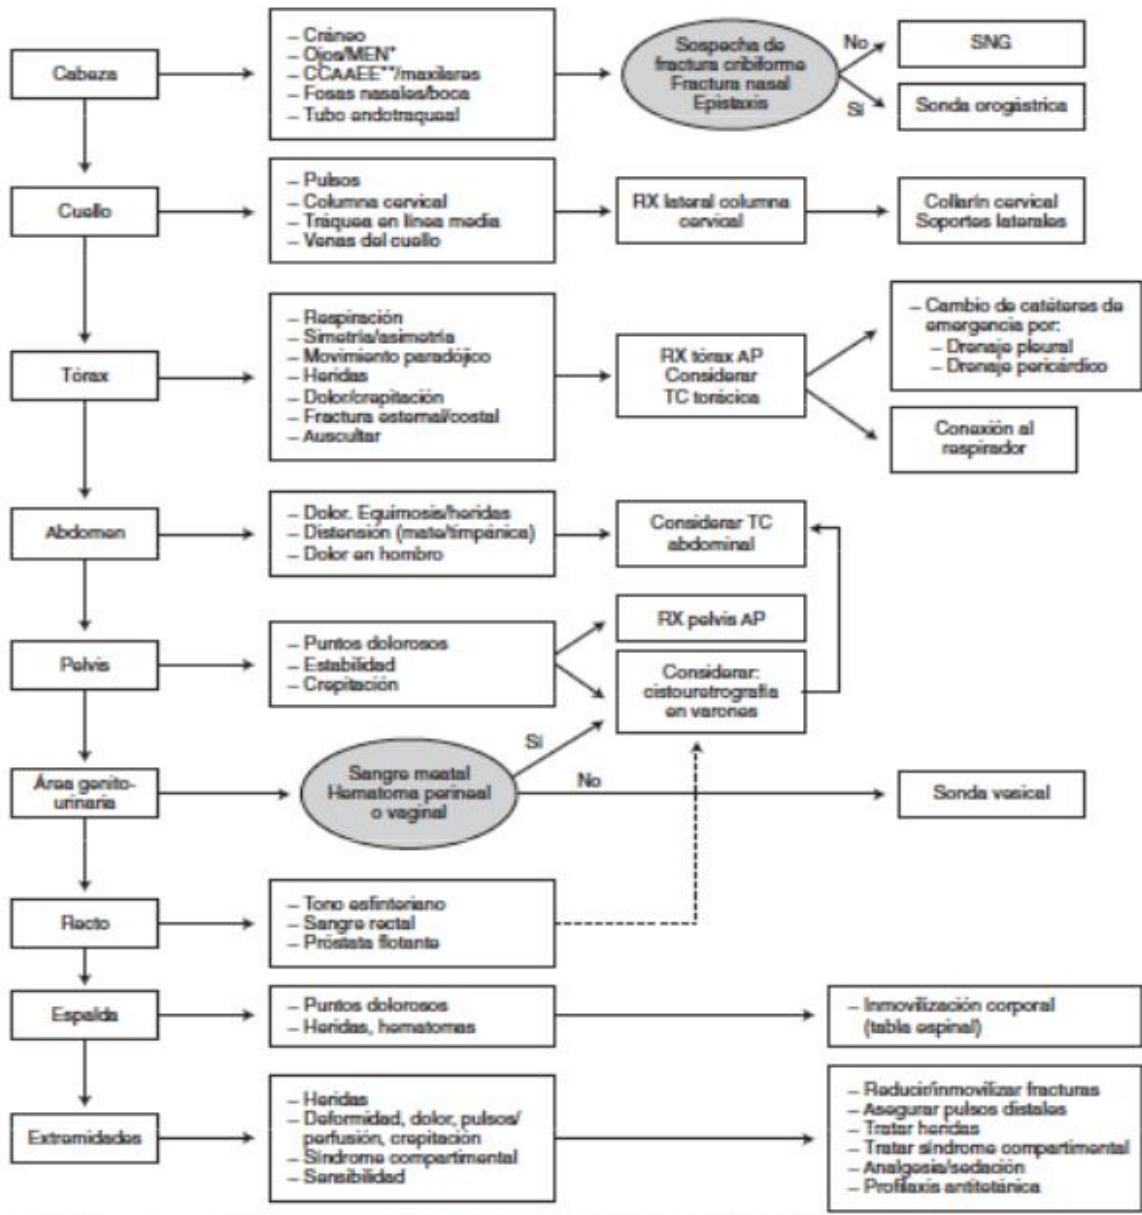 Cabeza
– Cráneo
– Ojos/MEN*
– CCAAEE**/maxilares
– Fosas nasales/boca
– Tubo endotraqueal
Sospecha de
fractura cribiforme
Fractura nasal
Epistaxis
No
SNG
Sí
Sonda orogástrica
Cuello
– Pulsos
– Columna cervical
– Tráquea en línea media
– Venas del cuello
RX lateral columna
cervical
Collarín cervical
Soportes laterales
Tórax
– Respiración
– Simetría/asimetría
– Movimiento paradójico
– Heridas
– Dolor/crepitación
– Fractura esternal/costal
– Auscultar
RX tórax AP
Considerar
TC torácica
– Cambio de catéteres de
emergencia por:
– Drenaje pleural
– Drenaje pericárdico
Conexión al
respirador
Abdomen
– Dolor. Equimosis/heridas
– Distensión (mate/timpánica)
– Dolor en hombro
Considerar TC
abdominal
Pelvis
– Puntos dolorosos
– Estabilidad
– Crepitación
RX pelvis AP
Considerar:
cistouretrografía
en varones
Área genito-
urinaria
Sangre meatal
Hematoma perineal
o vaginal
Sí
No
Sonda vesical
Recto
– Tono esfinteriano
– Sangre rectal
– Próstata flotante
Espalda
– Puntos dolorosos
– Heridas, hematomas
– Inmovilización corporal
(tabla espinal)
Extremidades
– Heridas
– Deformidad, dolor, pulsos/
perfusión, crepitación
– Síndrome compartimental
– Sensibilidad
– Reducir/inmovilizar fracturas
– Asegurar pulsos distales
– Tratar heridas
– Tratar síndrome compartimental
– Analgesia/sedación
– Profilaxis antitetánica